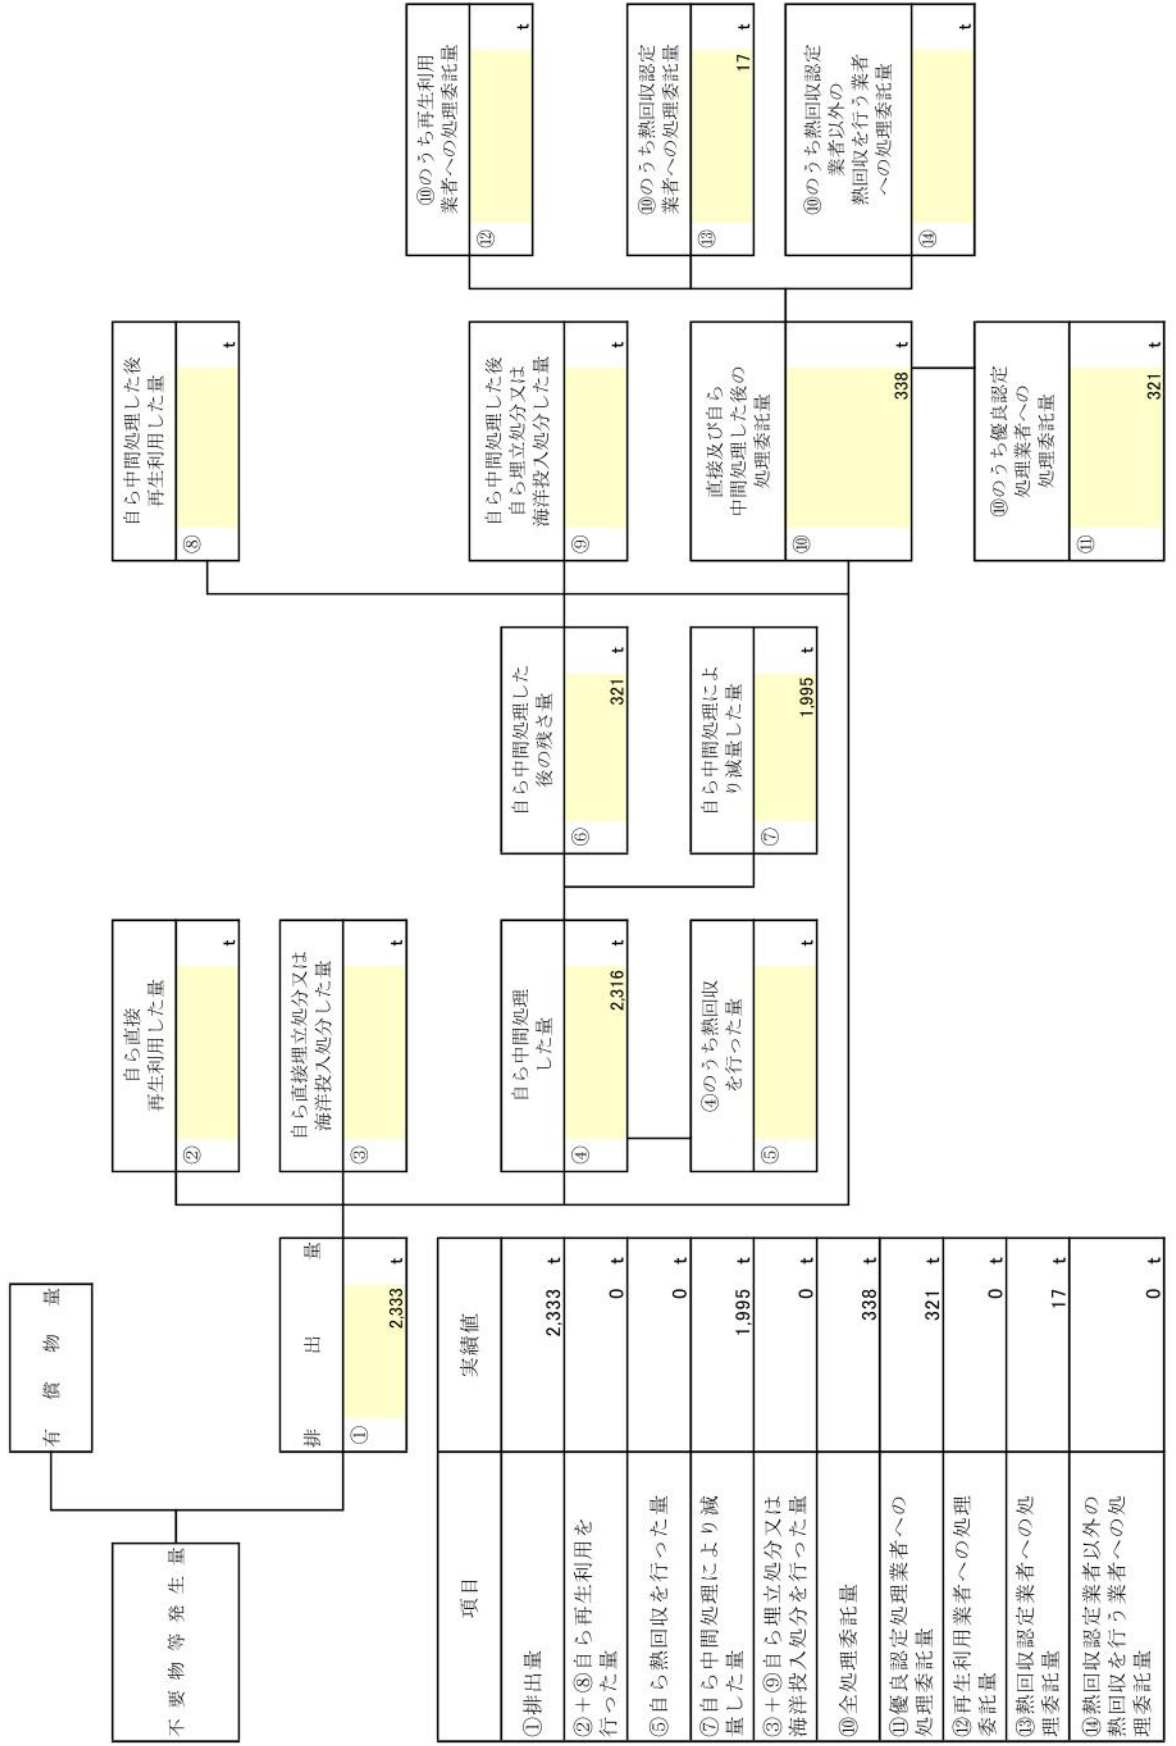 不要物等発生量
有償物量
排出量
①
2,333 t
自ら直接
再生利用した量
②
t
自ら直接埋立処分又は
海洋投入処分した量
③
t
自ら中間処理
した量
④
2,316 t
④のうち熱回収
を行った量
⑤
t
自ら中間処理した
後の残さ量
⑥
321 t
自ら中間処理によ
り減量した量
⑦
1,995 t
自ら中間処理した後
再生利用した量
⑧
t
自ら中間処理した後
自ら埋立処分又は
海洋投入処分した量
⑨
t
直接及び自ら
中間処理した後の
処理委託量
⑩
338 t
⑩のうち優良認定
処理業者への
処理委託量
⑪
321 t
⑩のうち再生利用
業者への処理委託量
⑫
t
⑩のうち熱回収認定
業者への処理委託量
⑬
17 t
⑩のうち熱回収認定
業者以外の
熱回収を行う業者
への処理委託量
⑭
t
項目 実績値
①排出量 2,333 t
②+⑧自ら再生利用を
行った量 0 t
⑤自ら熱回収を行った量 0 t
⑦自ら中間処理により減
量した量 1,995 t
③+⑨自ら埋立処分又は
海洋投入処分を行った量 0 t
⑩全処理委託量 338 t
⑪優良認定処理業者への
処理委託量 321 t
⑫再生利用業者への処理
委託量 0 t
⑬熱回収認定業者への処
理委託量 17 t
⑭熱回収認定業者以外の
熱回収を行う業者への処
理委託量 0 t